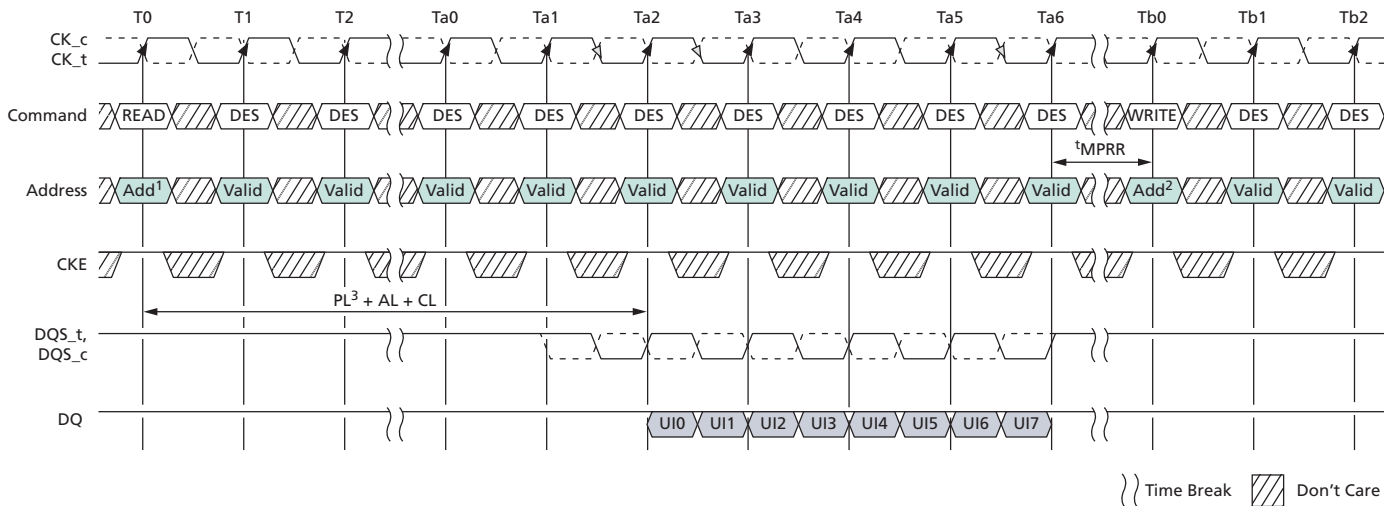 T0 T1 T2 Ta0 Ta1 Ta2 Ta3 Ta4 Ta5 Ta6 Tb0 Tb1 Tb2
CK_c
CK_t
Command READ DES DES DES DES DES DES DES DES DES WRITE DES DES
tMPRR
Address Add1 Valid Valid Valid Valid Valid Valid Valid Valid Valid Add2 Valid Valid
CKE
PL3 + AL + CL
DQS_t,
DQS_c
DQ UI0 UI1 UI2 UI3 UI4 UI5 UI6 UI7
Time Break Don't Care